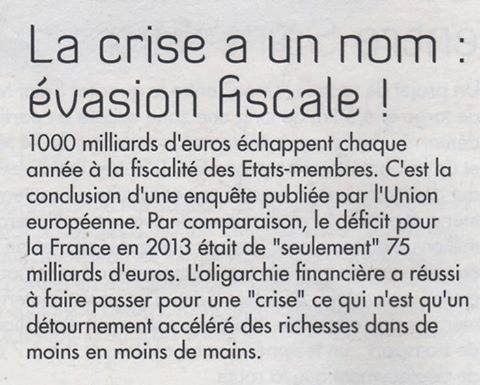 La crise a un nom :
évasion fiscale !
1000 milliards d'euros échappent chaque
année à la fiscalité des Etats-membres. C'est la
conclusion d'une enquête publiée par l'Union
européenne. Par comparaison, le déficit pour
la France en 2013 était de "seulement" 75
milliards d'euros. L'oligarchie financière a réussi
à faire passer pour une "crise" ce qui n'est qu'un
détournement accéléré des richesses dans de
moins en moins de mains.